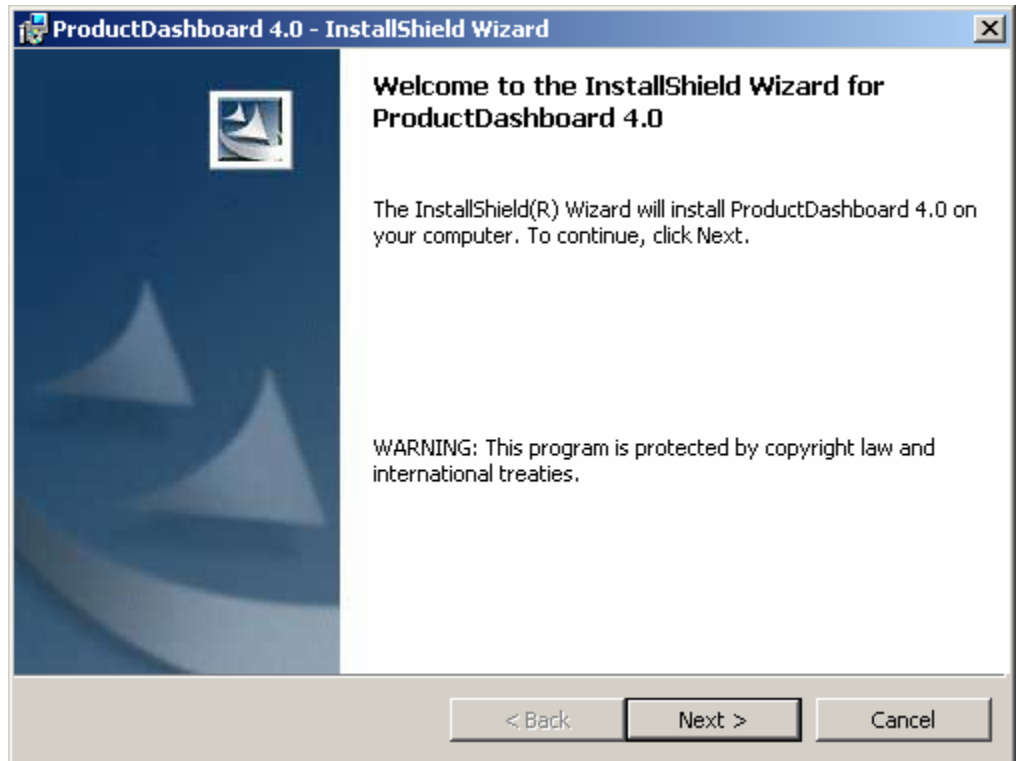 ProductDashboard 4.0 - InstallShield Wizard
Welcome to the InstallShield Wizard for
ProductDashboard 4.0
The InstallShield(R) Wizard will install ProductDashboard 4.0 on
your computer. To continue, click Next.
WARNING: This program is protected by copyright law and
international treaties.
< Back
Next >
Cancel